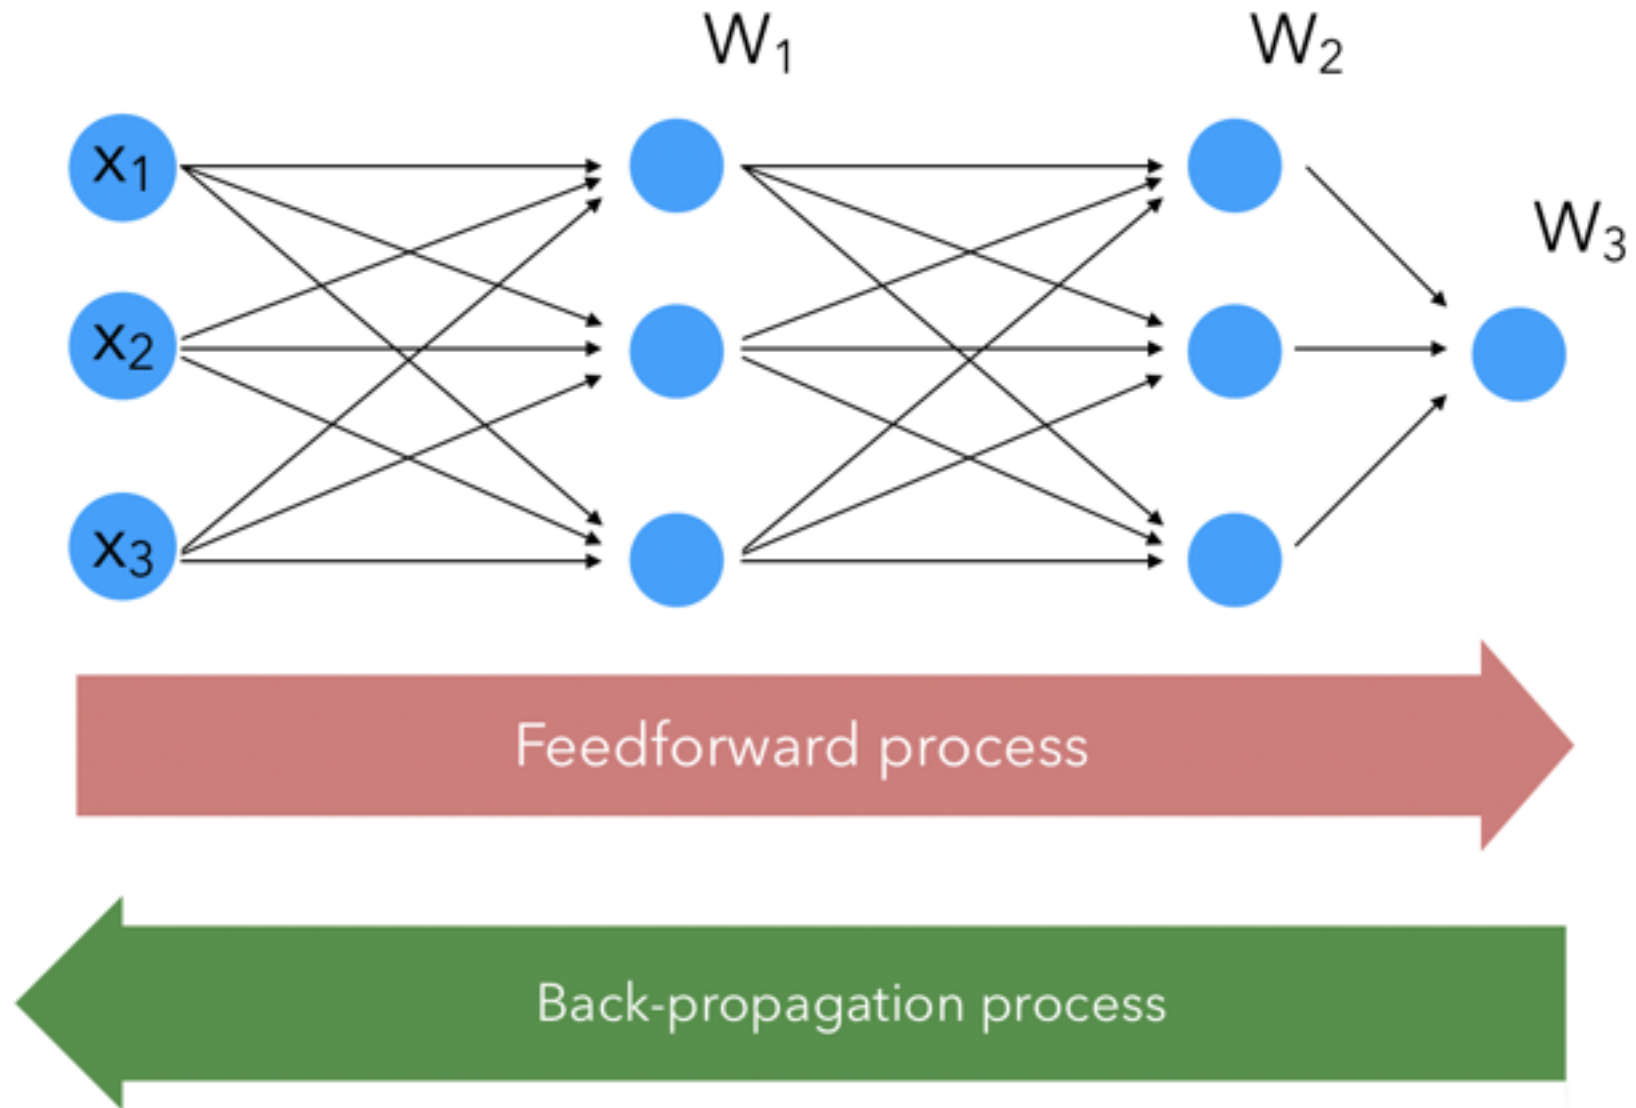 W₁
W₂
W₃
x₁
x₂
x₃
Feedforward process
Back-propagation process